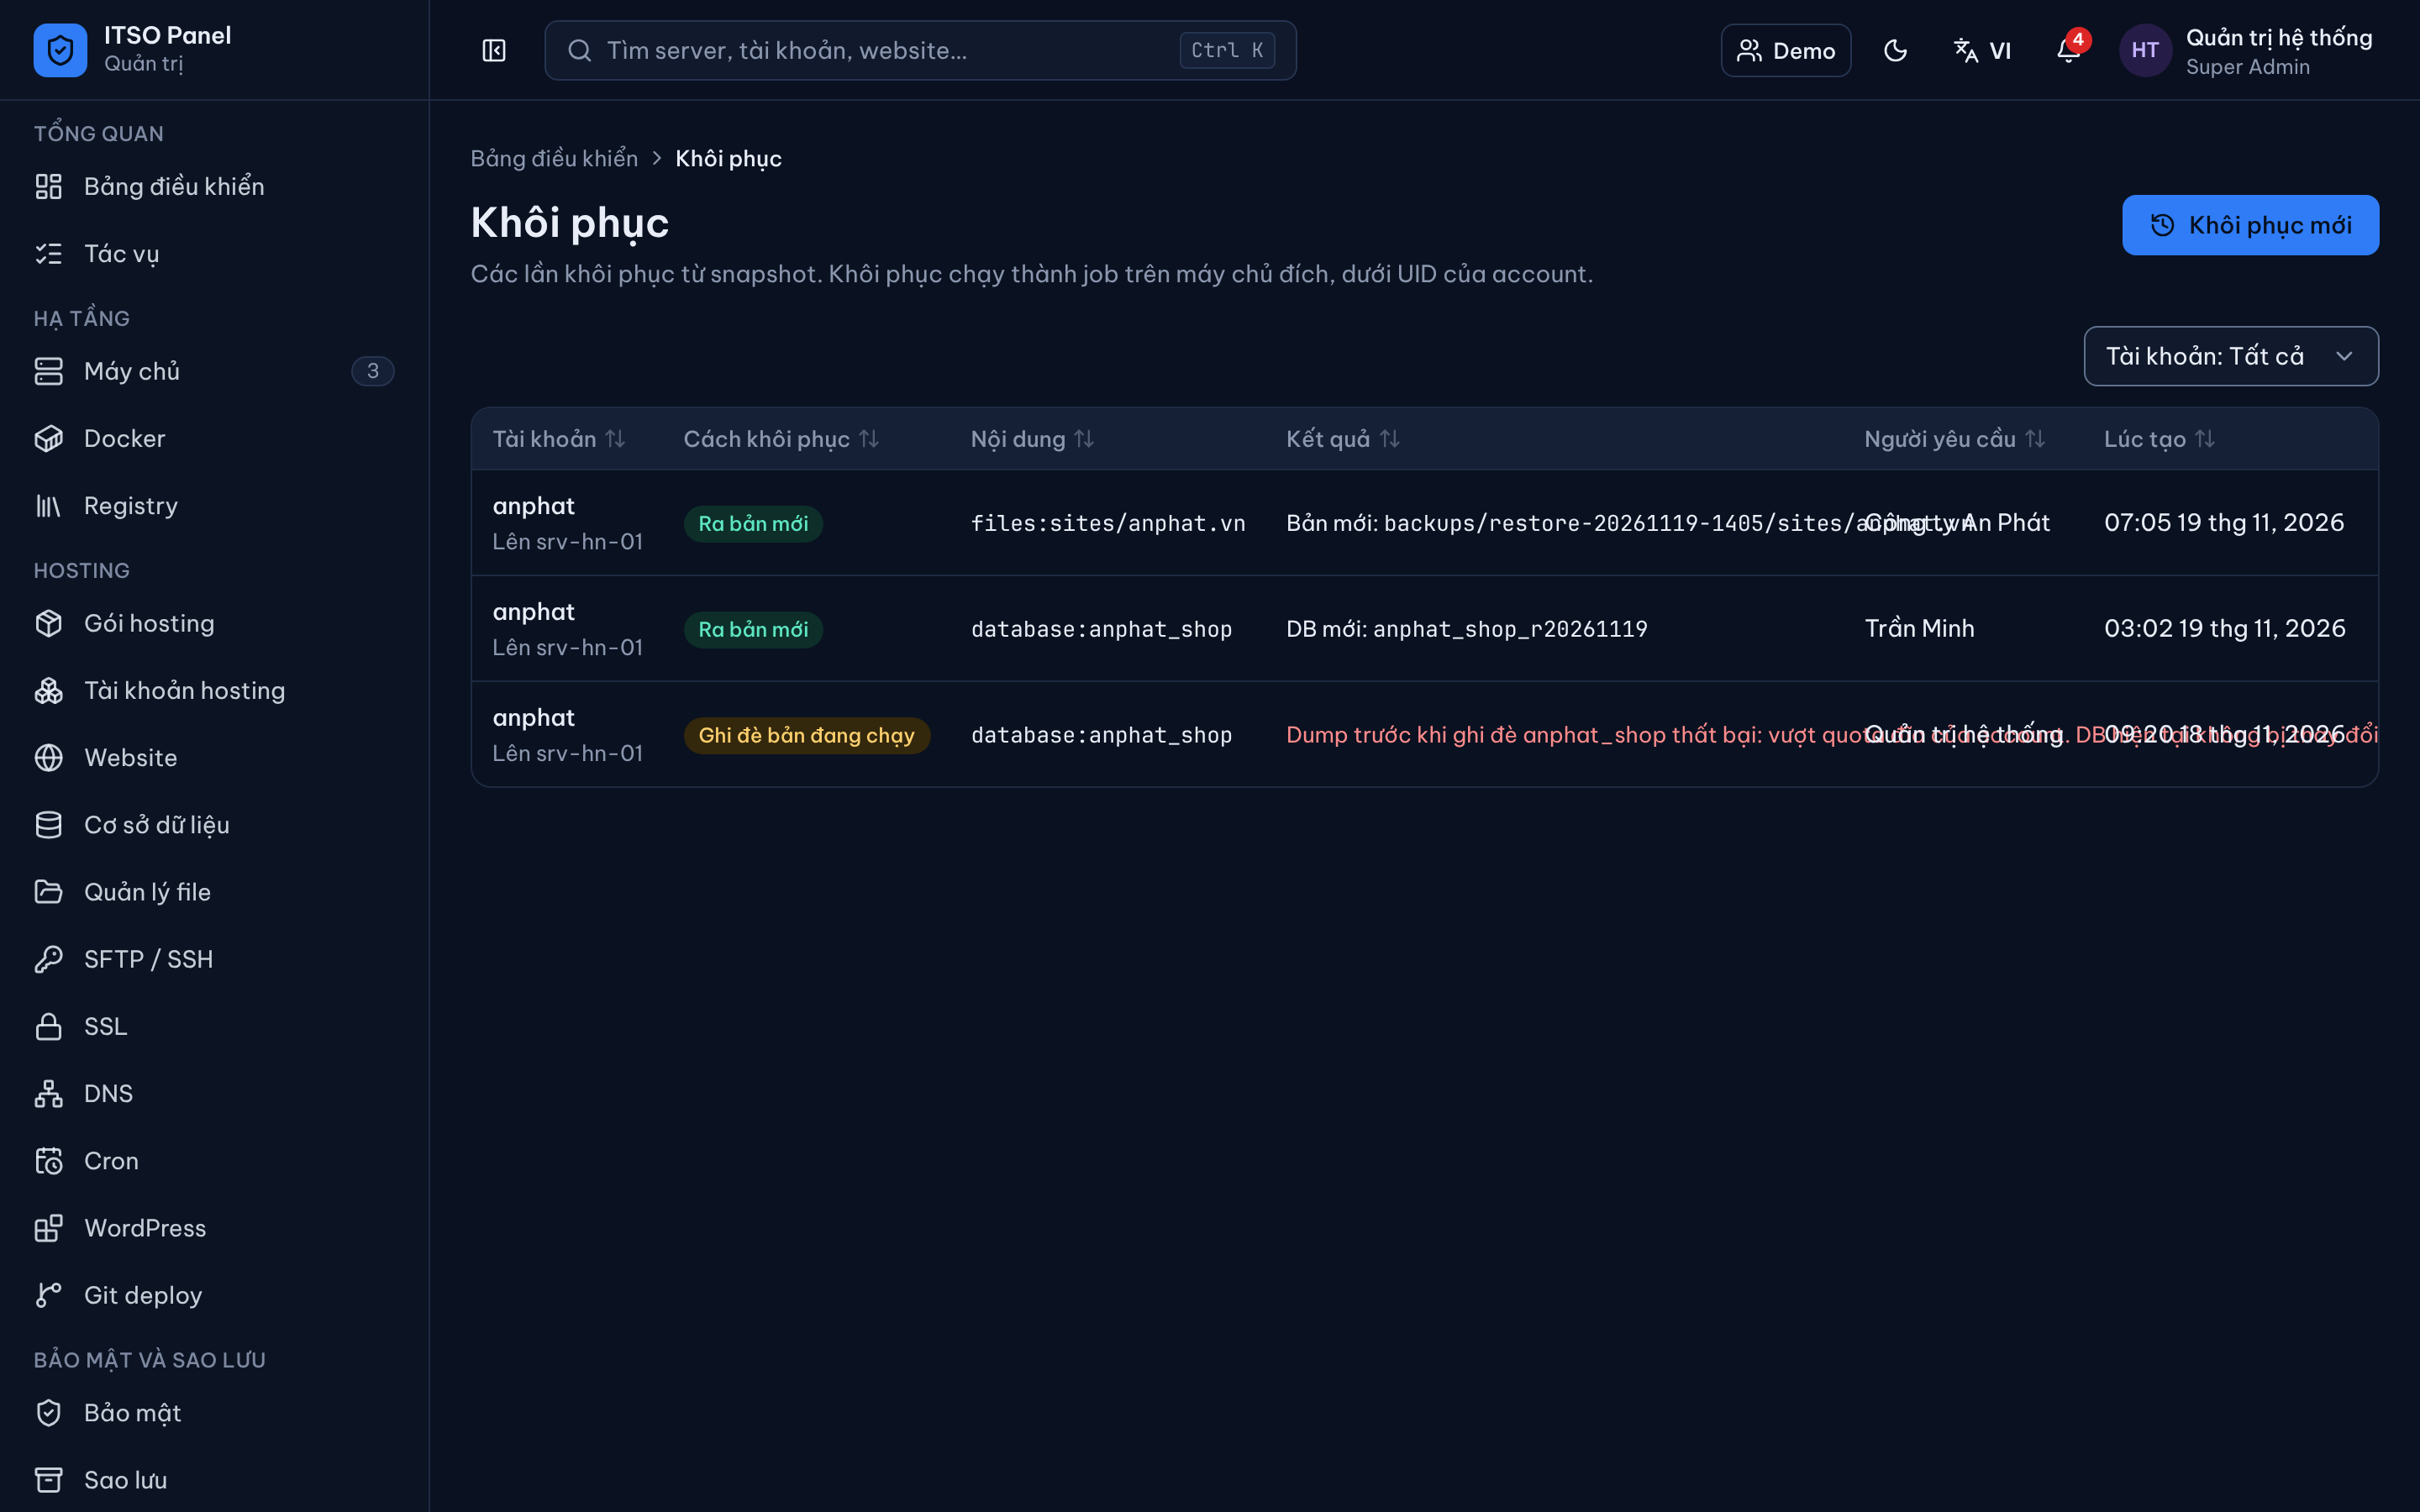 ITSO Panel
Quản trị
Tìm server, tài khoản, website...
Ctrl K
Demo
VI
4
HT
Quản trị hệ thống
Super Admin
TỔNG QUAN
Bảng điều khiển
Tác vụ
HẠ TẦNG
Máy chủ
3
Docker
Registry
HOSTING
Gói hosting
Tài khoản hosting
Website
Cơ sở dữ liệu
Quản lý file
SFTP / SSH
SSL
DNS
Cron
WordPress
Git deploy
BẢO MẬT VÀ SAO LƯU
Bảo mật
Sao lưu
Bảng điều khiển > Khôi phục
Khôi phục
Khôi phục mới
Các lần khôi phục từ snapshot. Khôi phục chạy thành job trên máy chủ đích, dưới UID của account.
Tài khoản: Tất cả
Tài khoản Cách khôi phục Nội dung Kết quả Người yêu cầu Lúc tạo
anphat
Lên srv-hn-01
Ra bản mới
files:sites/anphat.vn
Bản mới: backups/restore-20261119-1405/sites/anphat.vn
Công ty An Phát
07:05 19 thg 11, 2026
anphat
Lên srv-hn-01
Ra bản mới
database:anphat_shop
DB mới: anphat_shop_r20261119
Trần Minh
03:02 19 thg 11, 2026
anphat
Lên srv-hn-01
Ghi đè bản đang chạy
database:anphat_shop
Dump trước khi ghi đè anphat_shop thất bại: vượt quota
Quản trị hệ thống
09:20 18 thg 11, 2026